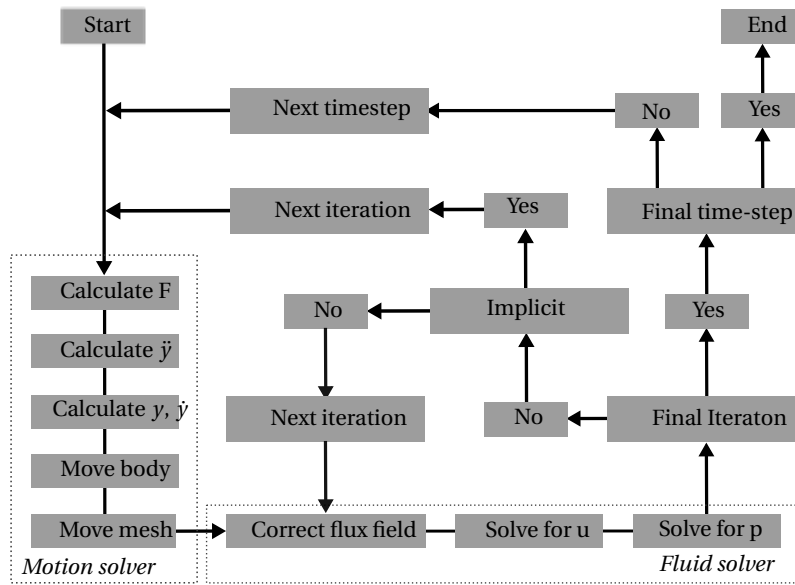 Start
End
Next timestep
No
Yes
Next iteration
Yes
Final time-step
Calculate F
No
Implicit
Yes
Calculate ÿ
Calculate y, ẏ
Next iteration
No
Final Iteraton
Move body
Move mesh
Correct flux field
Solve for u
Solve for p
Motion solver
Fluid solver